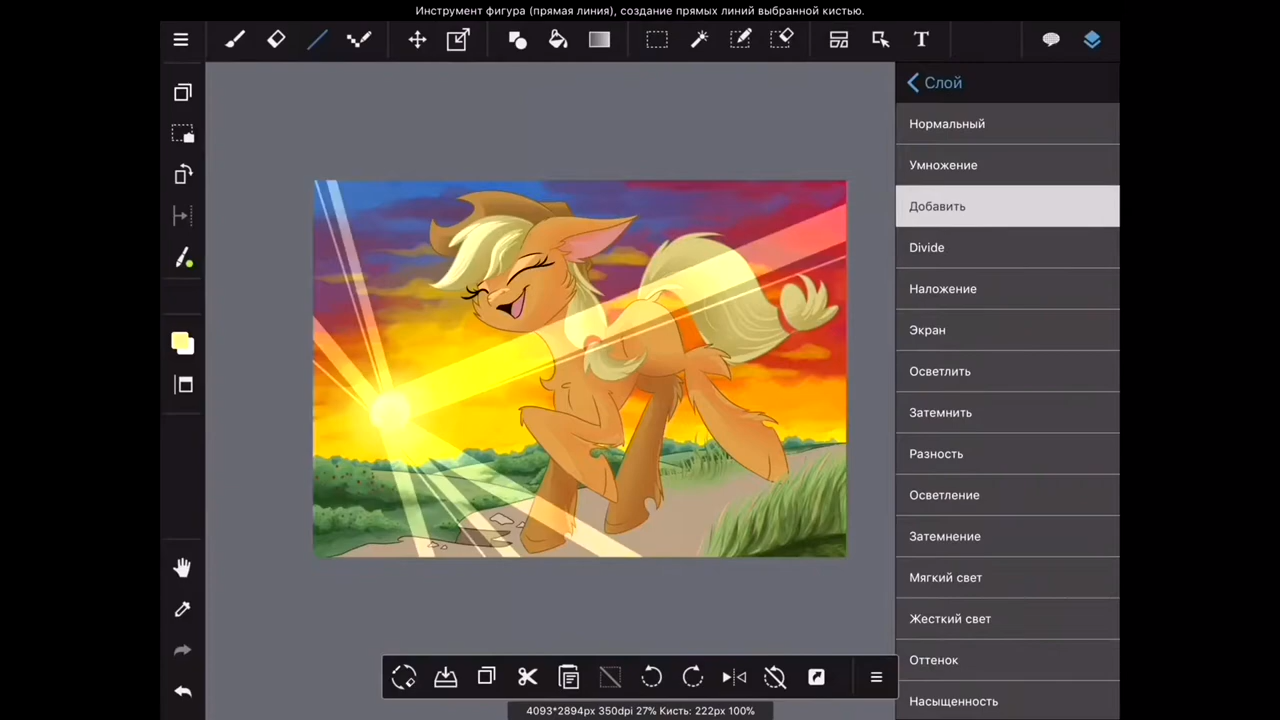 Инструмент фигура (прямая линия), создание прямых линий выбранной кистью.
T
Слой
Нормальный
Умножение
Добавить
Divide
Наложение
Экран
Осветлить
Затемнить
Разность
Осветление
Затемнение
Мягкий свет
Жесткий свет
Оттенок
Насыщенность
4093*2894px 350dpi 27% Кисть: 222px 100%